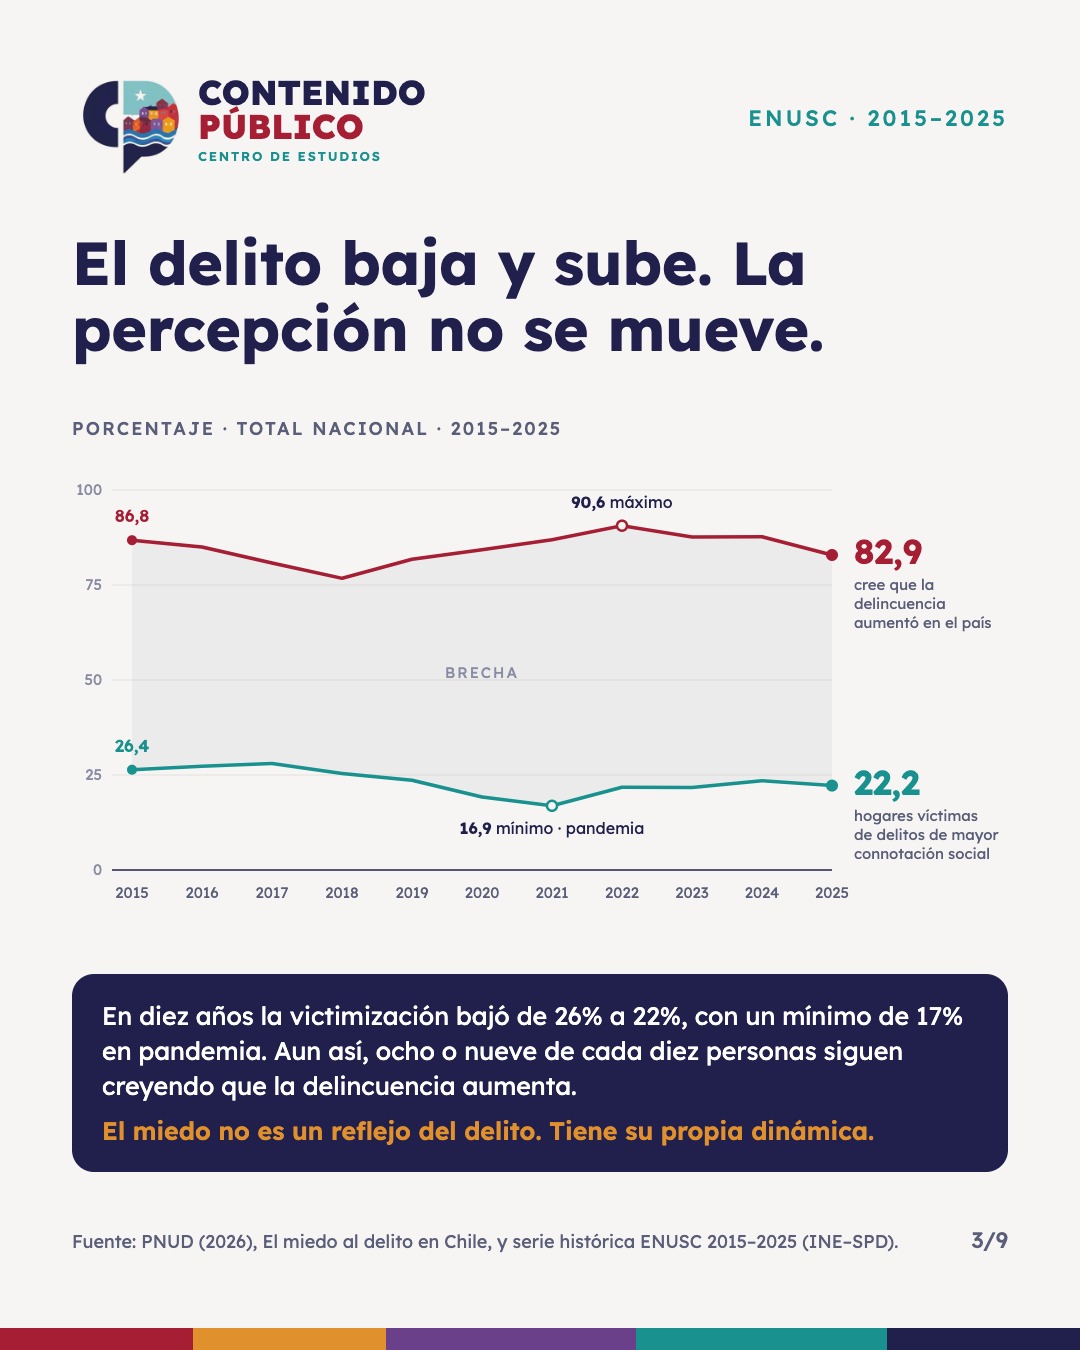 CONTENIDO
PÚBLICO
CENTRO DE ESTUDIOS
ENUSC · 2015–2025
El delito baja y sube. La
percepción no se mueve.
PORCENTAJE · TOTAL NACIONAL · 2015–2025
100
90,6 máximo
86,8
82,9
75
cree que la
delincuencia
aumentó en el país
BRECHA
50
26,4
25
22,2
16,9 mínimo · pandemia
hogares víctimas
de delitos de mayor
connotación social
0
2015 2016 2017 2018 2019 2020 2021 2022 2023 2024 2025
En diez años la victimización bajó de 26% a 22%, con un mínimo de 17%
en pandemia. Aun así, ocho o nueve de cada diez personas siguen
creyendo que la delincuencia aumenta.
El miedo no es un reflejo del delito. Tiene su propia dinámica.
Fuente: PNUD (2026), El miedo al delito en Chile, y serie histórica ENUSC 2015–2025 (INE–SPD).
3/9